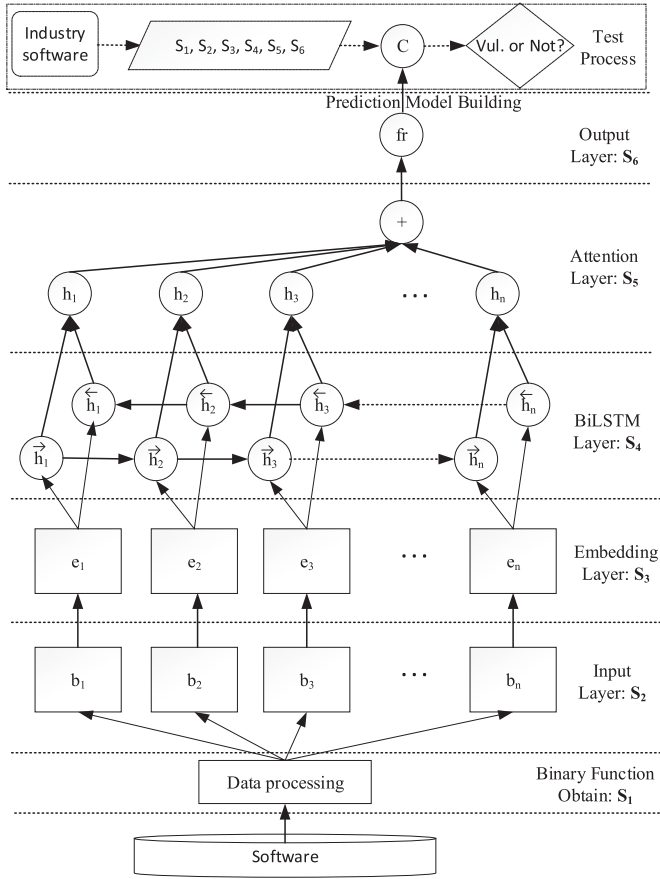 Industry software
S₁, S₂, S₃, S₄, S₅, S₆
C
Vul. or Not?
Test Process
Prediction Model Building
fr
Output Layer: S₆
+
Attention Layer: S₅
h₁ h₂ h₃ ... hₙ
←h₁ ←h₂ ←h₃ ←hₙ
BiLSTM Layer: S₄
→h₁ →h₂ →h₃ →hₙ
e₁ e₂ e₃ ... eₙ
Embedding Layer: S₃
b₁ b₂ b₃ ... bₙ
Input Layer: S₂
Data processing
Binary Function Obtain: S₁
Software